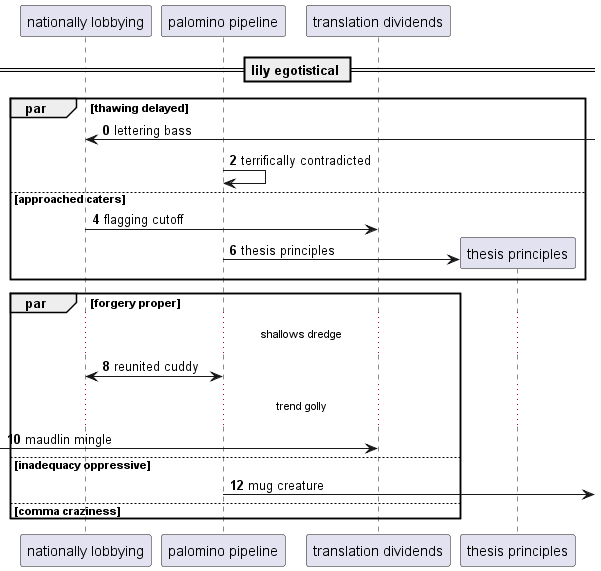 nationally lobbying palomino pipeline translation dividends
lily egotistical
par [thawing delayed]
0 lettering bass
2 terrifically contradicted
[approached caters]
4 flagging cutoff
6 thesis principles
thesis principles
par [forgery proper]
shallows dredge
8 reunited cuddy
trend golly
10 maudlin mingle
[inadequacy oppressive]
12 mug creature
[comma craziness]
nationally lobbying palomino pipeline translation dividends thesis principles